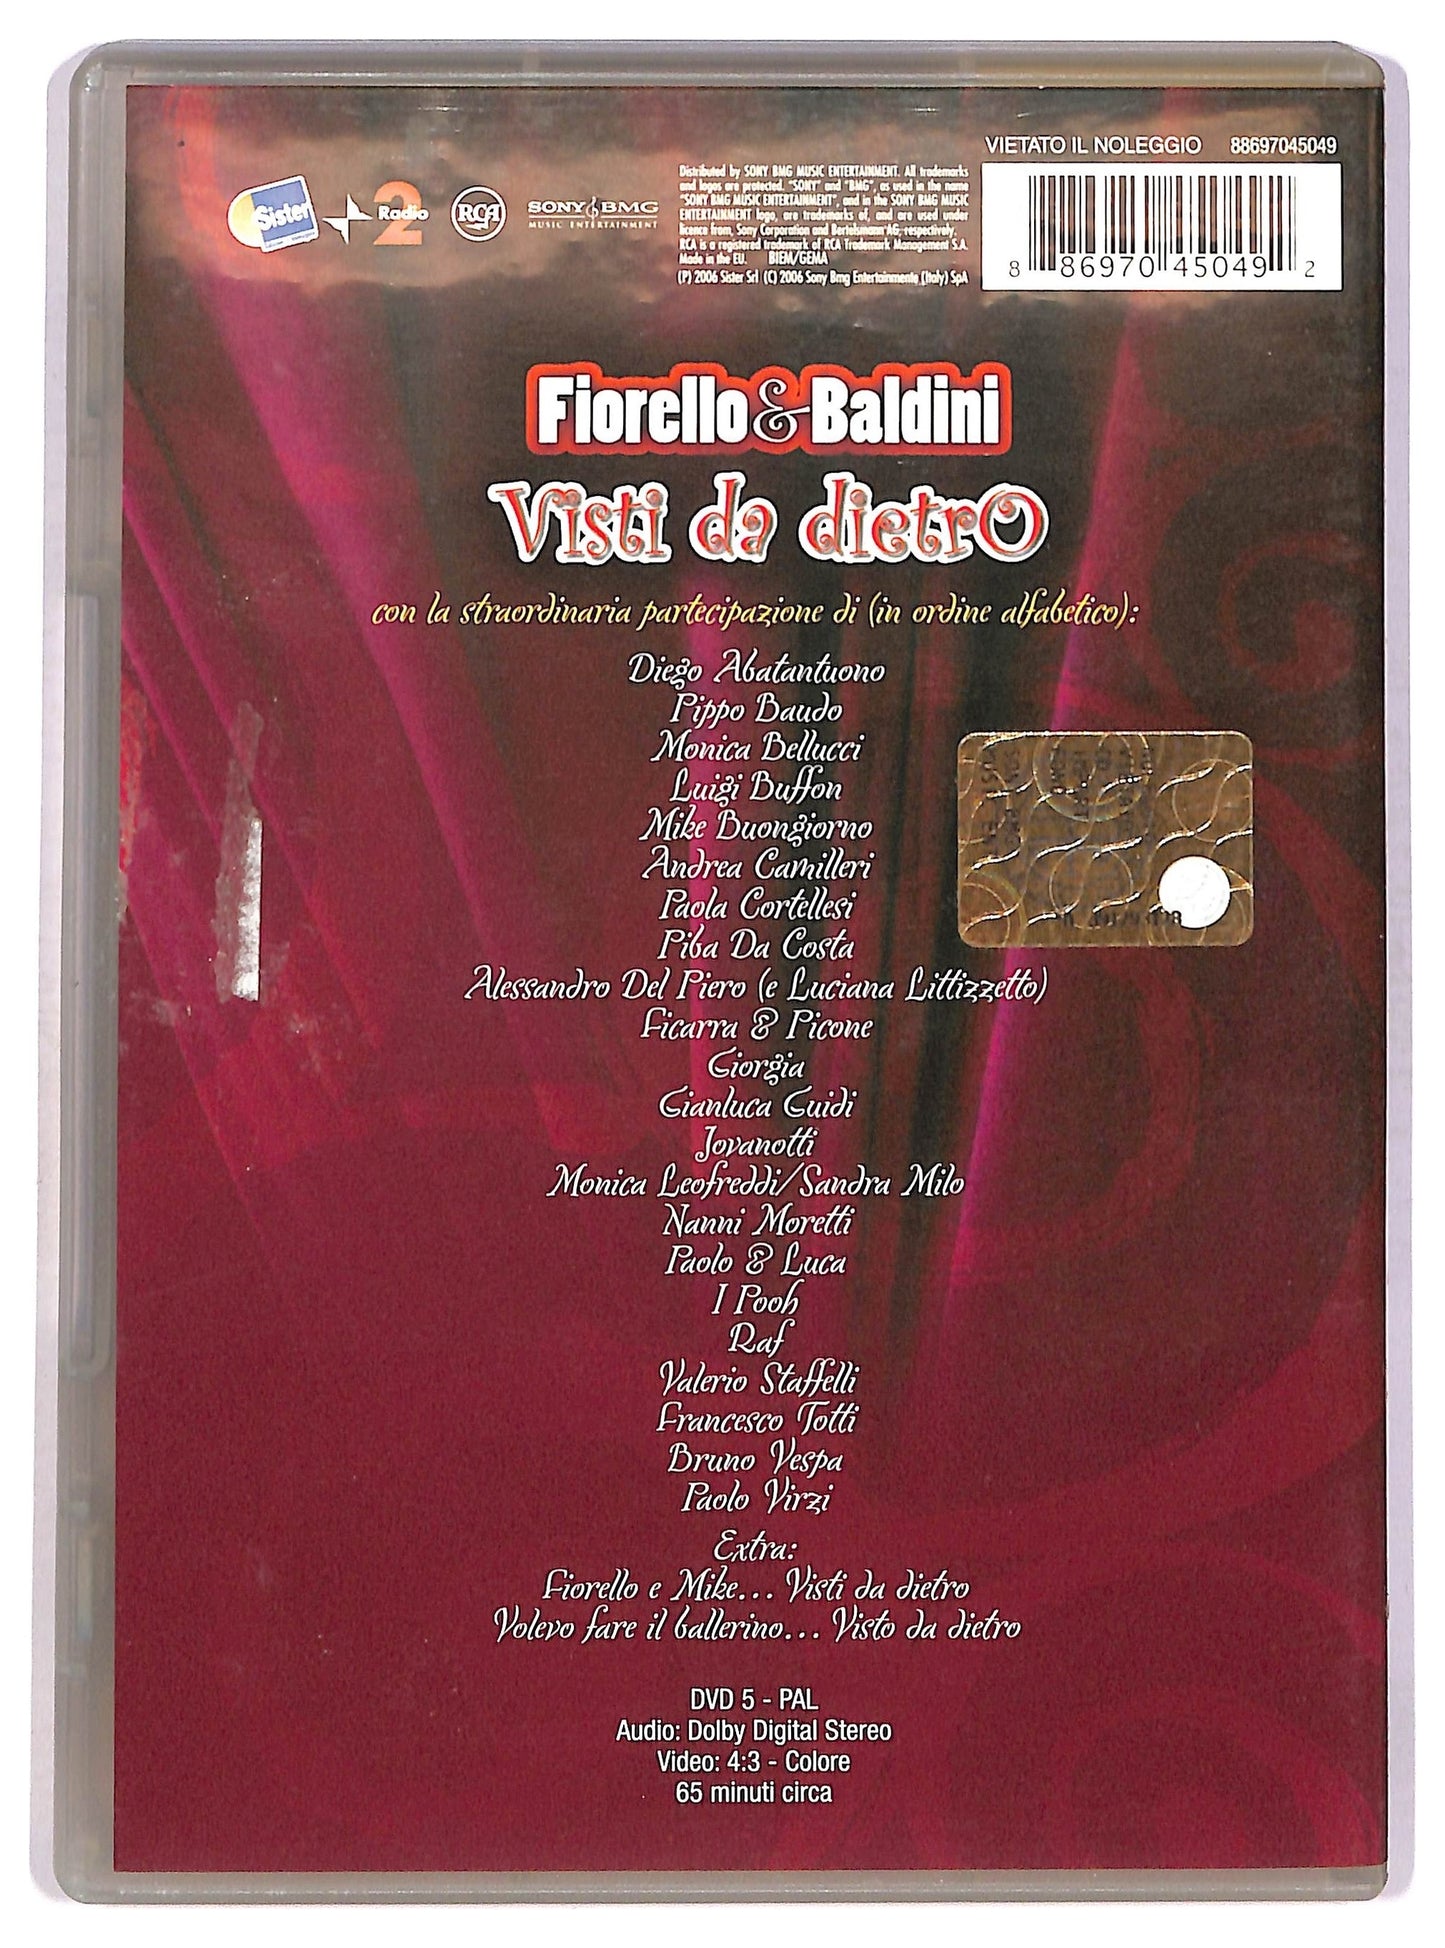 VIETATO IL NOLEGGIO 88697045049
Sister
Radio 2
RCA
SONY BMG
MUSIC ENTERTAINMENT
Distributed by SONY BMG MUSIC ENTERTAINMENT. All trademarks
and logos are protected. "SONY" and "BMG", as used in the name
"SONY BMG MUSIC ENTERTAINMENT", and in the SONY BMG MUSIC
ENTERTAINMENT logo, are trademarks of, and are used under
licence from, Sony Corporation and Bertelsmann AG, respectively.
RCA is a registered trademark of RCA Trademark Management S.A.
Made in the EU. BIEM/GEMA
(P) 2006 Sister Srl (C) 2006 Sony Bmg Entertainmente (Italy) SpA
8 86970 45049 2
Fiorello & Baldini
Visti da dietrO
con la straordinaria partecipazione di (in ordine alfabetico):
Diego Abatantuono
Pippo Baudo
Monica Bellucci
Luigi Buffon
Mike Buongiorno
Andrea Camilleri
Paola Cortellesi
Piba Da Costa
Alessandro Del Piero (e Luciana Littizzetto)
Ficarra & Picone
Giorgia
Gianluca Guidi
Jovanotti
Monica Leofreddi/Sandra Milo
Nanni Moretti
Paolo & Luca
I Pooh
Raf
Valerio Staffelli
Francesco Totti
Bruno Vespa
Paolo Virzi
Extra:
Fiorello e Mike... Visti da dietro
Volevo fare il ballerino... Visto da dietro
DVD 5 - PAL
Audio: Dolby Digital Stereo
Video: 4:3 - Colore
65 minuti circa